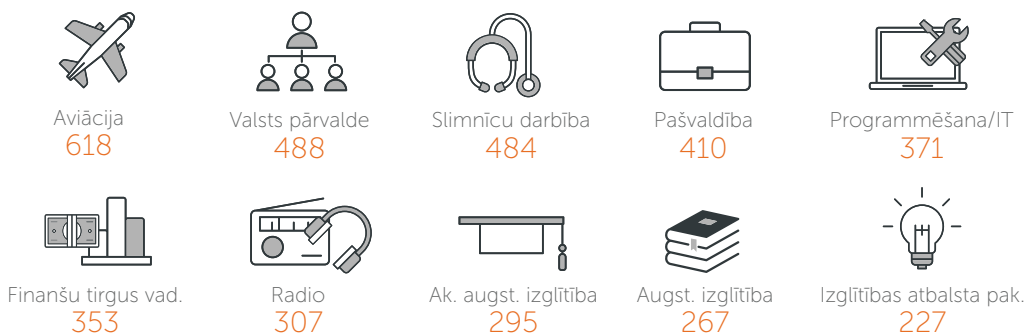 Aviācija
618
Valsts pārvalde
488
Slimnīcu darbība
484
Pašvaldība
410
Programmēšana/IT
371
Finanšu tirgus vad.
353
Radio
307
Ak. augst. izglītība
295
Augst. izglītība
267
Izglītības atbalsta pak.
227